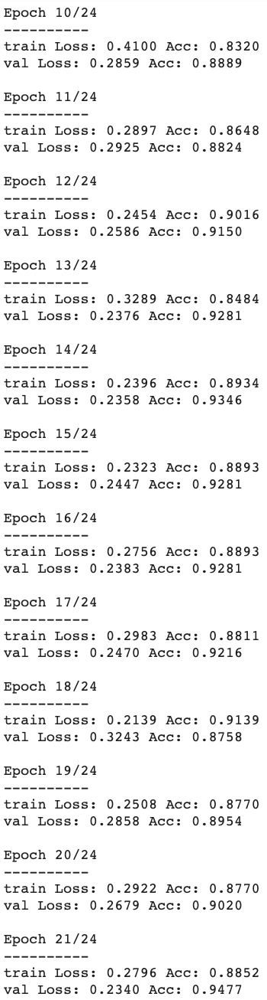 Epoch 10/24
----------
train Loss: 0.4100 Acc: 0.8320
val Loss: 0.2859 Acc: 0.8889
Epoch 11/24
----------
train Loss: 0.2897 Acc: 0.8648
val Loss: 0.2925 Acc: 0.8824
Epoch 12/24
----------
train Loss: 0.2454 Acc: 0.9016
val Loss: 0.2586 Acc: 0.9150
Epoch 13/24
----------
train Loss: 0.3289 Acc: 0.8484
val Loss: 0.2376 Acc: 0.9281
Epoch 14/24
----------
train Loss: 0.2396 Acc: 0.8934
val Loss: 0.2358 Acc: 0.9346
Epoch 15/24
----------
train Loss: 0.2323 Acc: 0.8893
val Loss: 0.2447 Acc: 0.9281
Epoch 16/24
----------
train Loss: 0.2756 Acc: 0.8893
val Loss: 0.2383 Acc: 0.9281
Epoch 17/24
----------
train Loss: 0.2983 Acc: 0.8811
val Loss: 0.2470 Acc: 0.9216
Epoch 18/24
----------
train Loss: 0.2139 Acc: 0.9139
val Loss: 0.3243 Acc: 0.8758
Epoch 19/24
----------
train Loss: 0.2508 Acc: 0.8770
val Loss: 0.2858 Acc: 0.8954
Epoch 20/24
----------
train Loss: 0.2922 Acc: 0.8770
val Loss: 0.2679 Acc: 0.9020
Epoch 21/24
----------
train Loss: 0.2796 Acc: 0.8852
val Loss: 0.2340 Acc: 0.9477